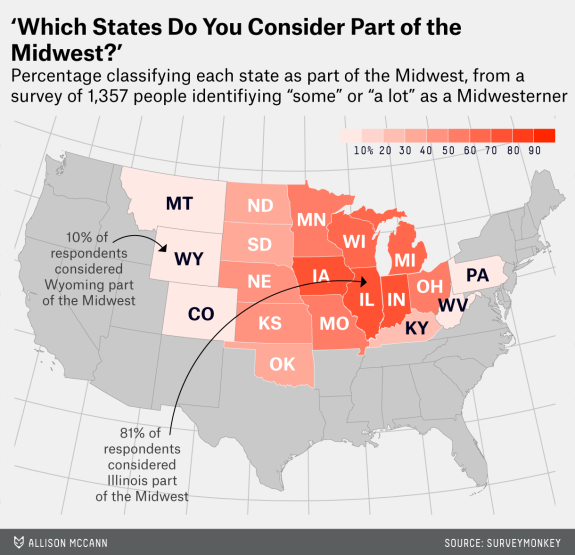 ‘Which States Do You Consider Part of the
Midwest?’
Percentage classifying each state as part of the Midwest, from a
survey of 1,357 people identifiying “some” or “a lot” as a Midwesterner
10% 20 30 40 50 60 70 80 90
MT
ND
MN
SD
WI
MI
WY
10% of
respondents
considered
Wyoming part
of the Midwest
NE
IA
PA
OH
IL
IN
WV
CO
KS
MO
KY
OK
81% of
respondents
considered
Illinois part
of the Midwest
ALLISON MCCANN
SOURCE: SURVEYMONKEY